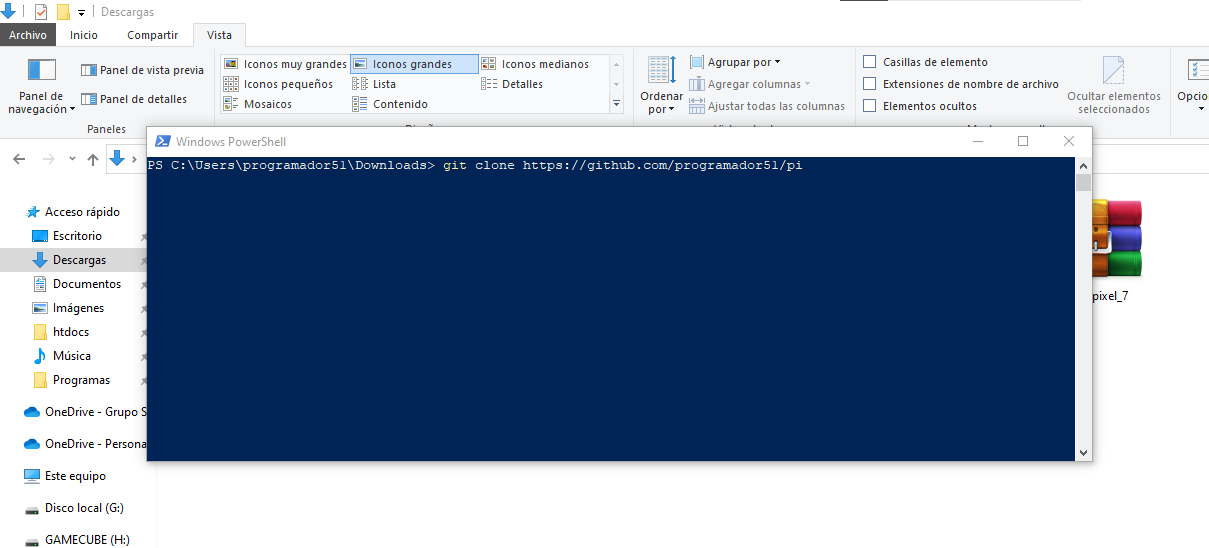 Descargas
Archivo Inicio Compartir Vista
Panel de navegación
Panel de vista previa
Panel de detalles
Paneles
Iconos muy grandes Iconos grandes Iconos medianos
Iconos pequeños Lista Detalles
Mosaicos Contenido
Ordenar por
Agrupar por
Agregar columnas
Ajustar todas las columnas
Casillas de elemento
Extensiones de nombre de archivo
Elementos ocultos
Ocultar elementos seleccionados
Opcio
Windows PowerShell
PS C:\Users\programador51\Downloads> git clone https://github.com/programador51/pi
Acceso rápido
Escritorio
Descargas
Documentos
Imágenes
htdocs
Música
Programas
OneDrive - Grupo S
OneDrive - Persona
Este equipo
Disco local (G:)
GAMECUBE (H:)
pixel_7